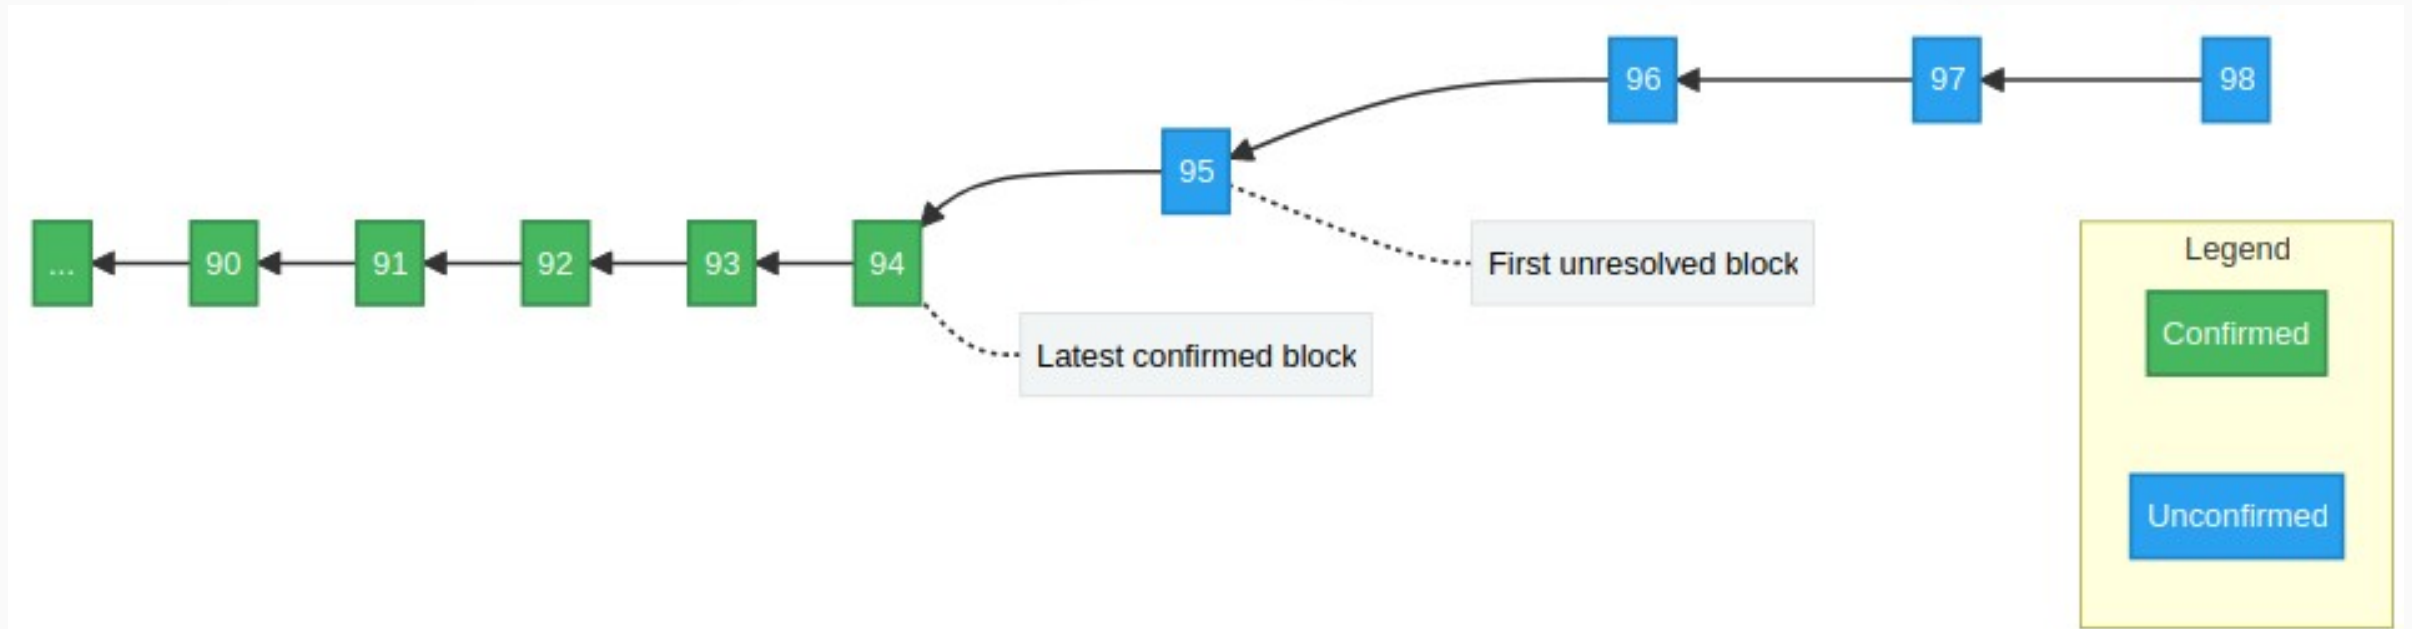 96
97
98
95
...
90
91
92
93
94
First unresolved block
Latest confirmed block
Legend
Confirmed
Unconfirmed